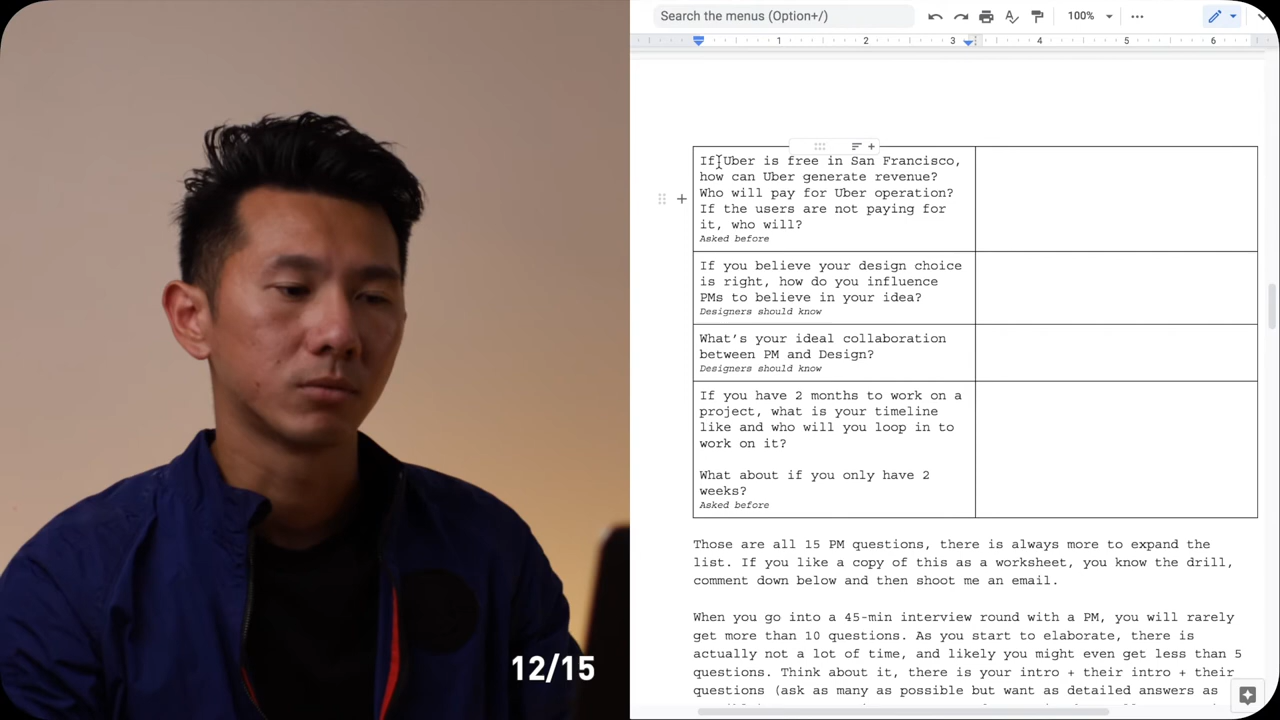 Search the menus (Option+/)
100%
1 2 3 4 5 6
If Uber is free in San Francisco,
how can Uber generate revenue?
Who will pay for Uber operation?
If the users are not paying for
it, who will?
Asked before
If you believe your design choice
is right, how do you influence
PMs to believe in your idea?
Designers should know
What's your ideal collaboration
between PM and Design?
Designers should know
If you have 2 months to work on a
project, what is your timeline
like and who will you loop in to
work on it?
What about if you only have 2
weeks?
Asked before
Those are all 15 PM questions, there is always more to expand the
list. If you like a copy of this as a worksheet, you know the drill,
comment down below and then shoot me an email.
When you go into a 45-min interview round with a PM, you will rarely
get more than 10 questions. As you start to elaborate, there is
actually not a lot of time, and likely you might even get less than 5
questions. Think about it, there is your intro + their intro + their
questions (ask as many as possible but want as detailed answers as
12/15